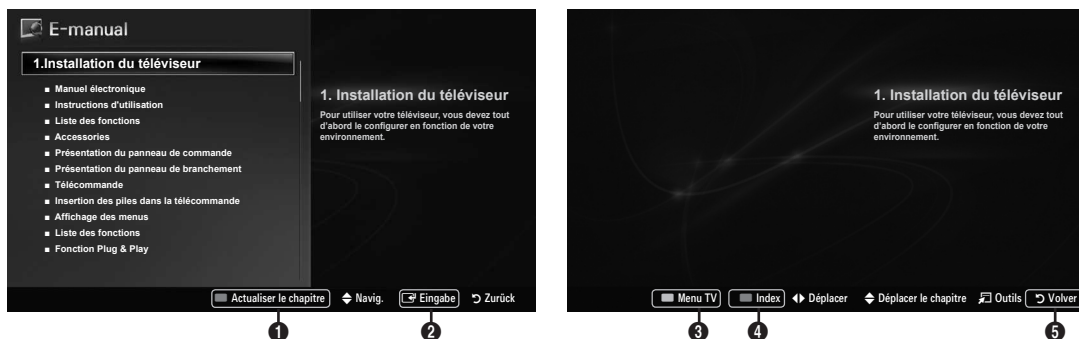 E-manual
1.Installation du téléviseur
■ Manuel électronique
■ Instructions d'utilisation
■ Liste des fonctions
■ Accessories
■ Présentation du panneau de commande
■ Présentation du panneau de branchement
■ Télécommande
■ Insertion des piles dans la télécommande
■ Affichage des menus
■ Liste des fonctions
■ Fonction Plug & Play
1. Installation du téléviseur
Pour utiliser votre téléviseur, vous devez tout
d'abord le configurer en fonction de votre
environnement.
Actualiser le chapitre Navig. Eingabe Zurück
1 2
1. Installation du téléviseur
Pour utiliser votre téléviseur, vous devez tout
d'abord le configurer en fonction de votre
environnement.
Menu TV Index Déplacer Déplacer le chapitre Outils Volver
3 4 5